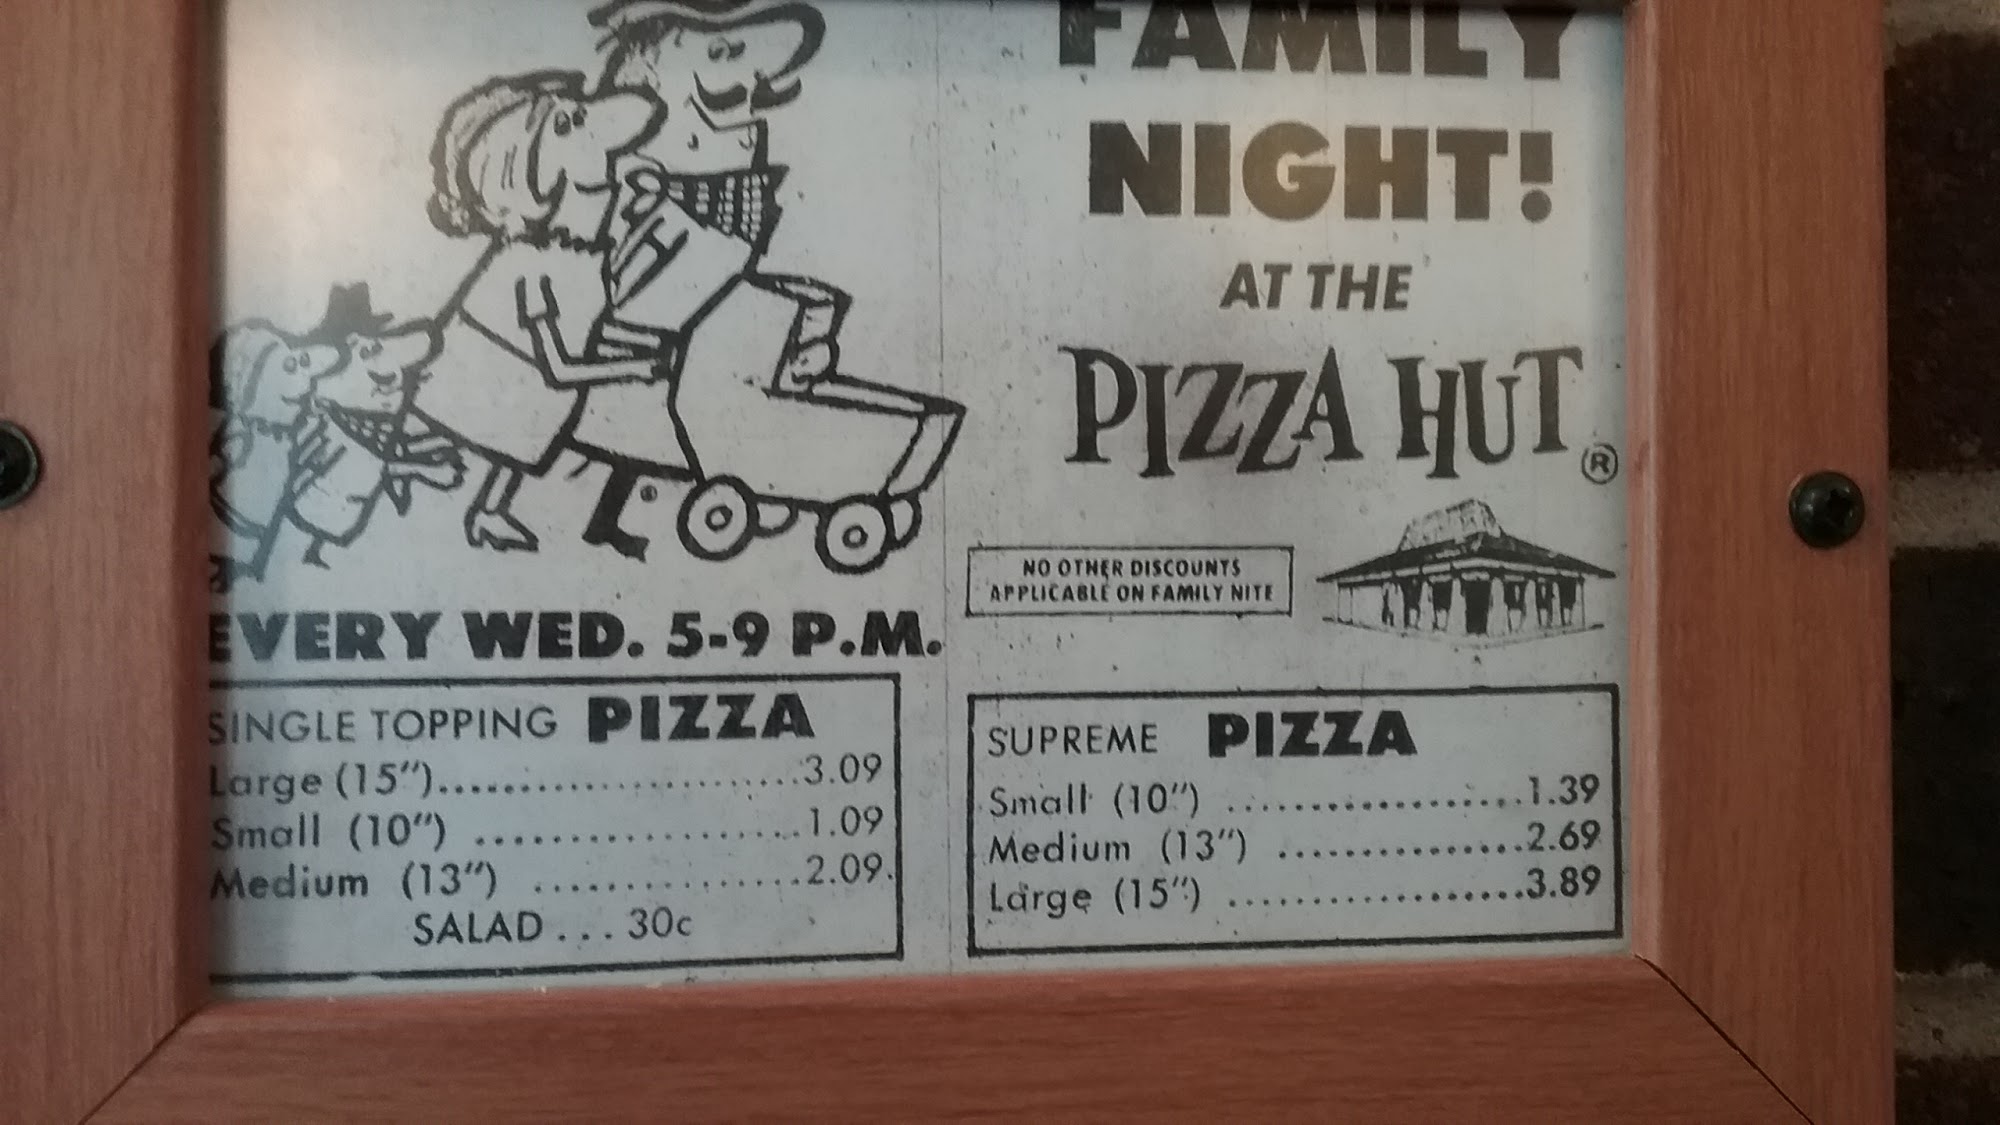 FAMILY
NIGHT!
AT THE
PIZZA HUT ®
NO OTHER DISCOUNTS
APPLICABLE ON FAMILY NITE
EVERY WED. 5-9 P.M.
SINGLE TOPPING PIZZA
Large (15")........................3.09
Small (10") ...................1.09
Medium (13") ................2.09.
SALAD ... 30c
SUPREME PIZZA
Small (10") ...................1.39
Medium (13") ...............2.69
Large (15") ...................3.89